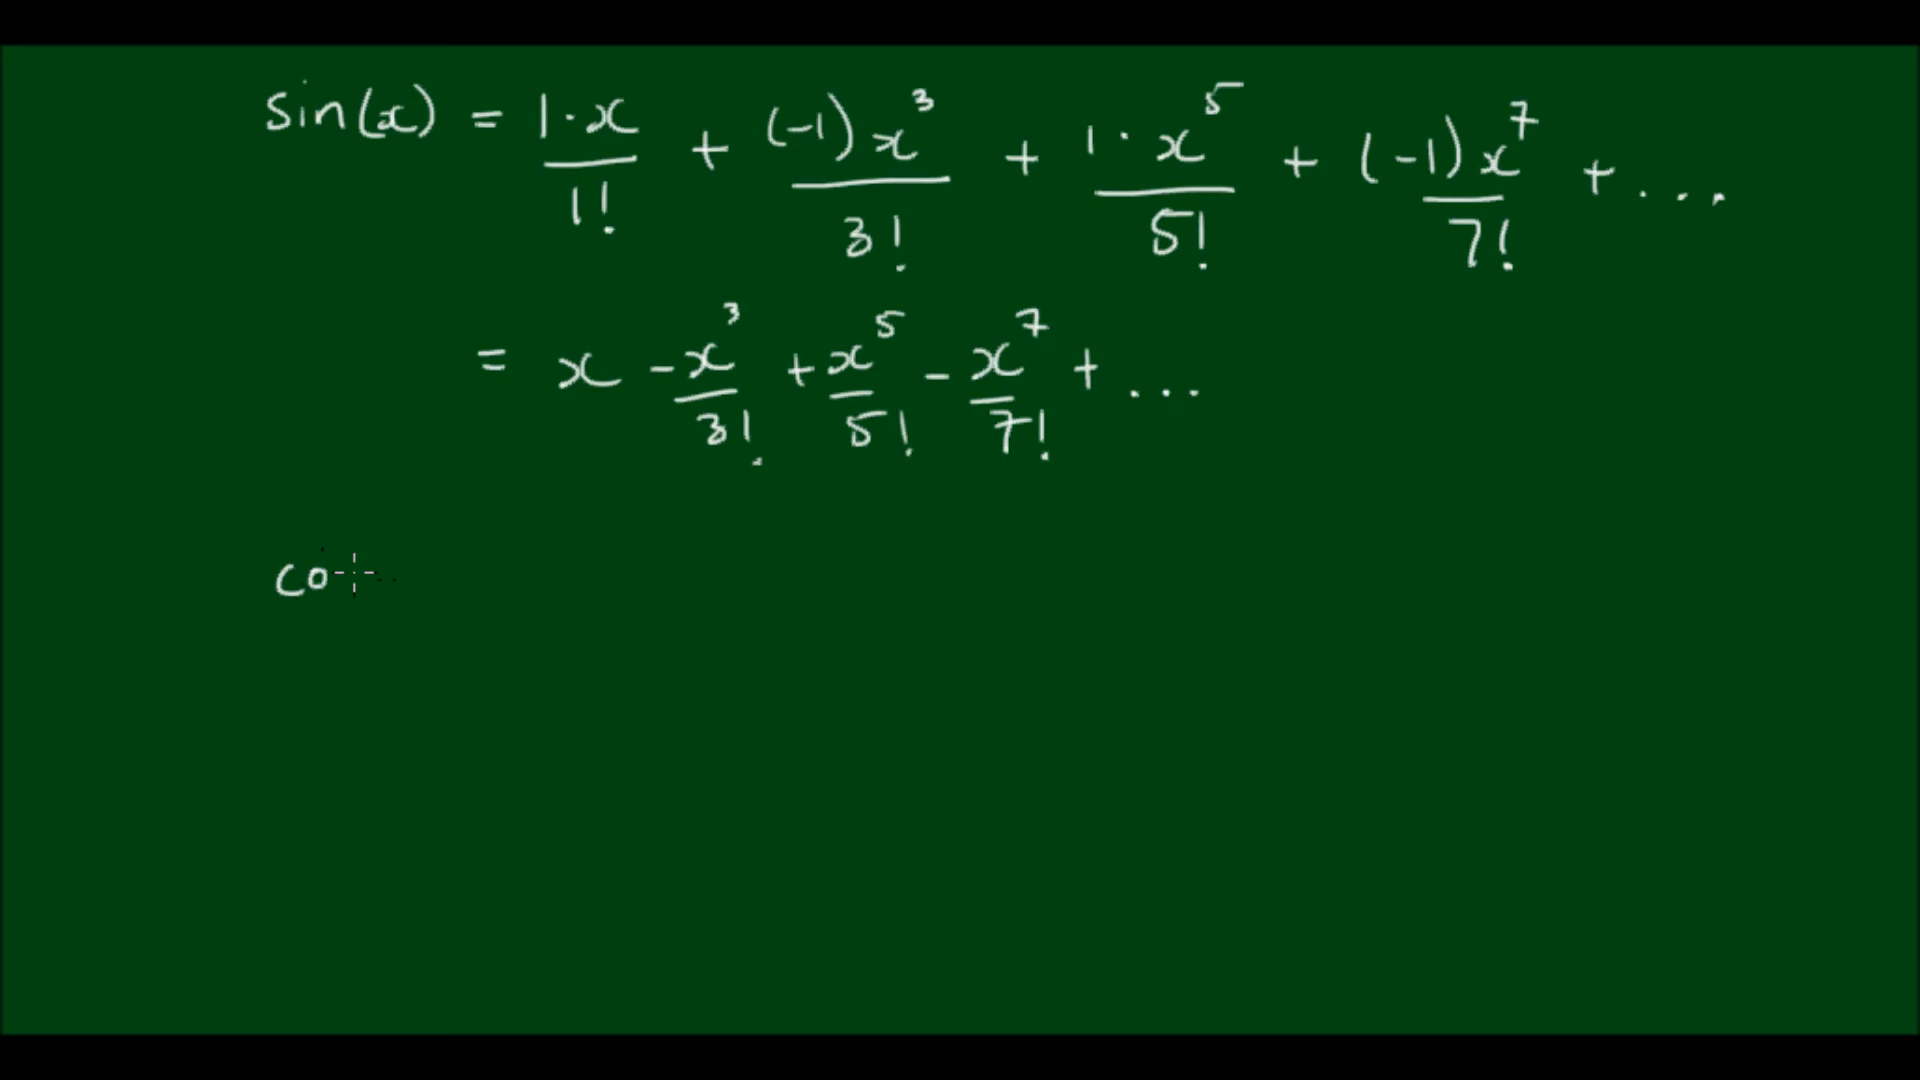 sin(x) = 1·x/1! + (-1)x³/3! + 1·x⁵/5! + (-1)x⁷/7! + ...
= x - x³/3! + x⁵/5! - x⁷/7! + ...
co